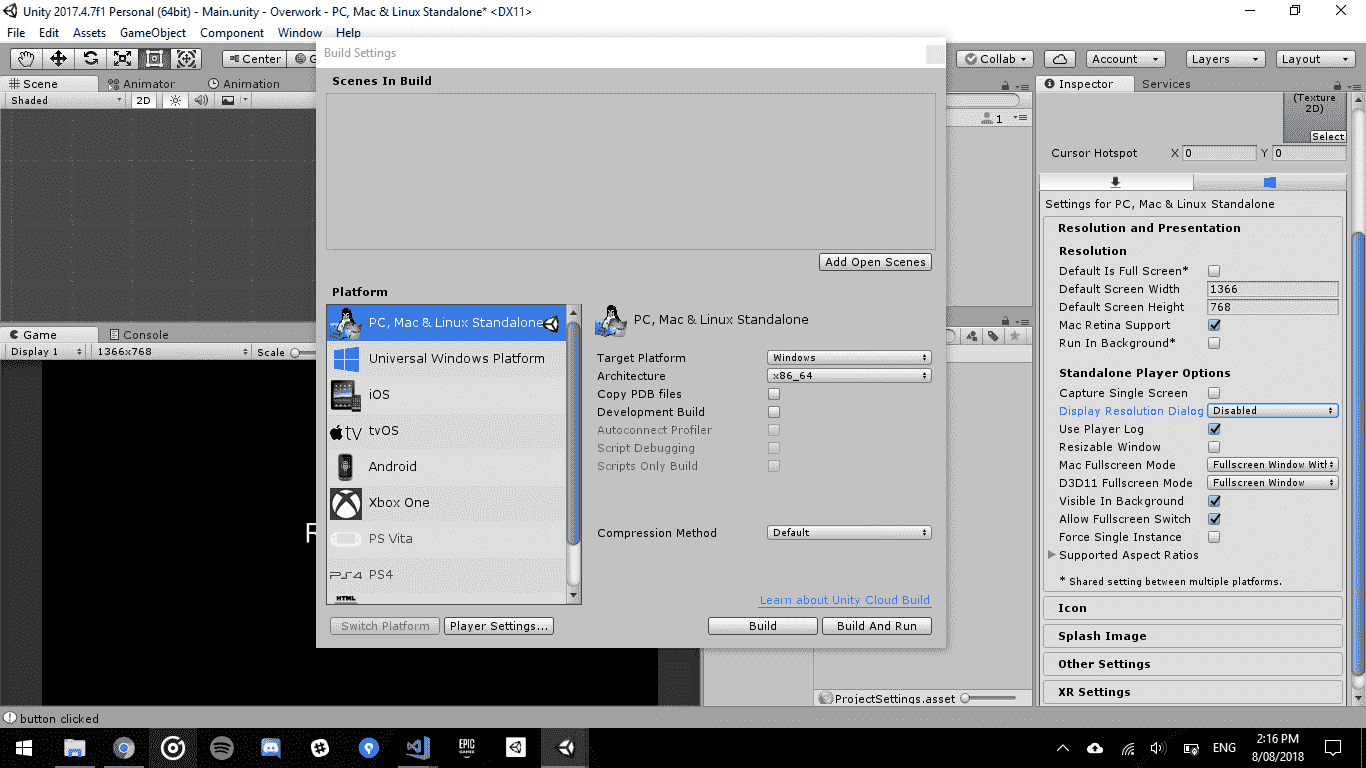 Unity 2017.4.7f1 Personal (64bit) - Main.unity - Overwork - PC, Mac & Linux Standalone* <DX11>
File Edit Assets GameObject Component Window Help
Center Collab Account Layers Layout
Build Settings
Scene Animator Animation
Shaded 2D
Scenes In Build
Add Open Scenes
Platform
PC, Mac & Linux Standalone
Universal Windows Platform
iOS
tvOS
Android
Xbox One
PS Vita
PS4
HTML
Switch Platform Player Settings...
PC, Mac & Linux Standalone
Target Platform Windows
Architecture x86_64
Copy PDB files
Development Build
Autoconnect Profiler
Script Debugging
Scripts Only Build
Compression Method Default
Learn about Unity Cloud Build
Build Build And Run
Game Console
Display 1 1366x768 Scale
1
ProjectSettings.asset
Inspector Services
(Texture
2D)
Select
Cursor Hotspot X 0 Y 0
Settings for PC, Mac & Linux Standalone
Resolution and Presentation
Resolution
Default Is Full Screen*
Default Screen Width 1366
Default Screen Height 768
Mac Retina Support
Run In Background*
Standalone Player Options
Capture Single Screen
Display Resolution Dialog Disabled
Use Player Log
Resizable Window
Mac Fullscreen Mode Fullscreen Window With
D3D11 Fullscreen Mode Fullscreen Window
Visible In Background
Allow Fullscreen Switch
Force Single Instance
Supported Aspect Ratios
* Shared setting between multiple platforms.
Icon
Splash Image
Other Settings
XR Settings
button clicked
EPIC
GAMES
ENG
2:16 PM
8/08/2018